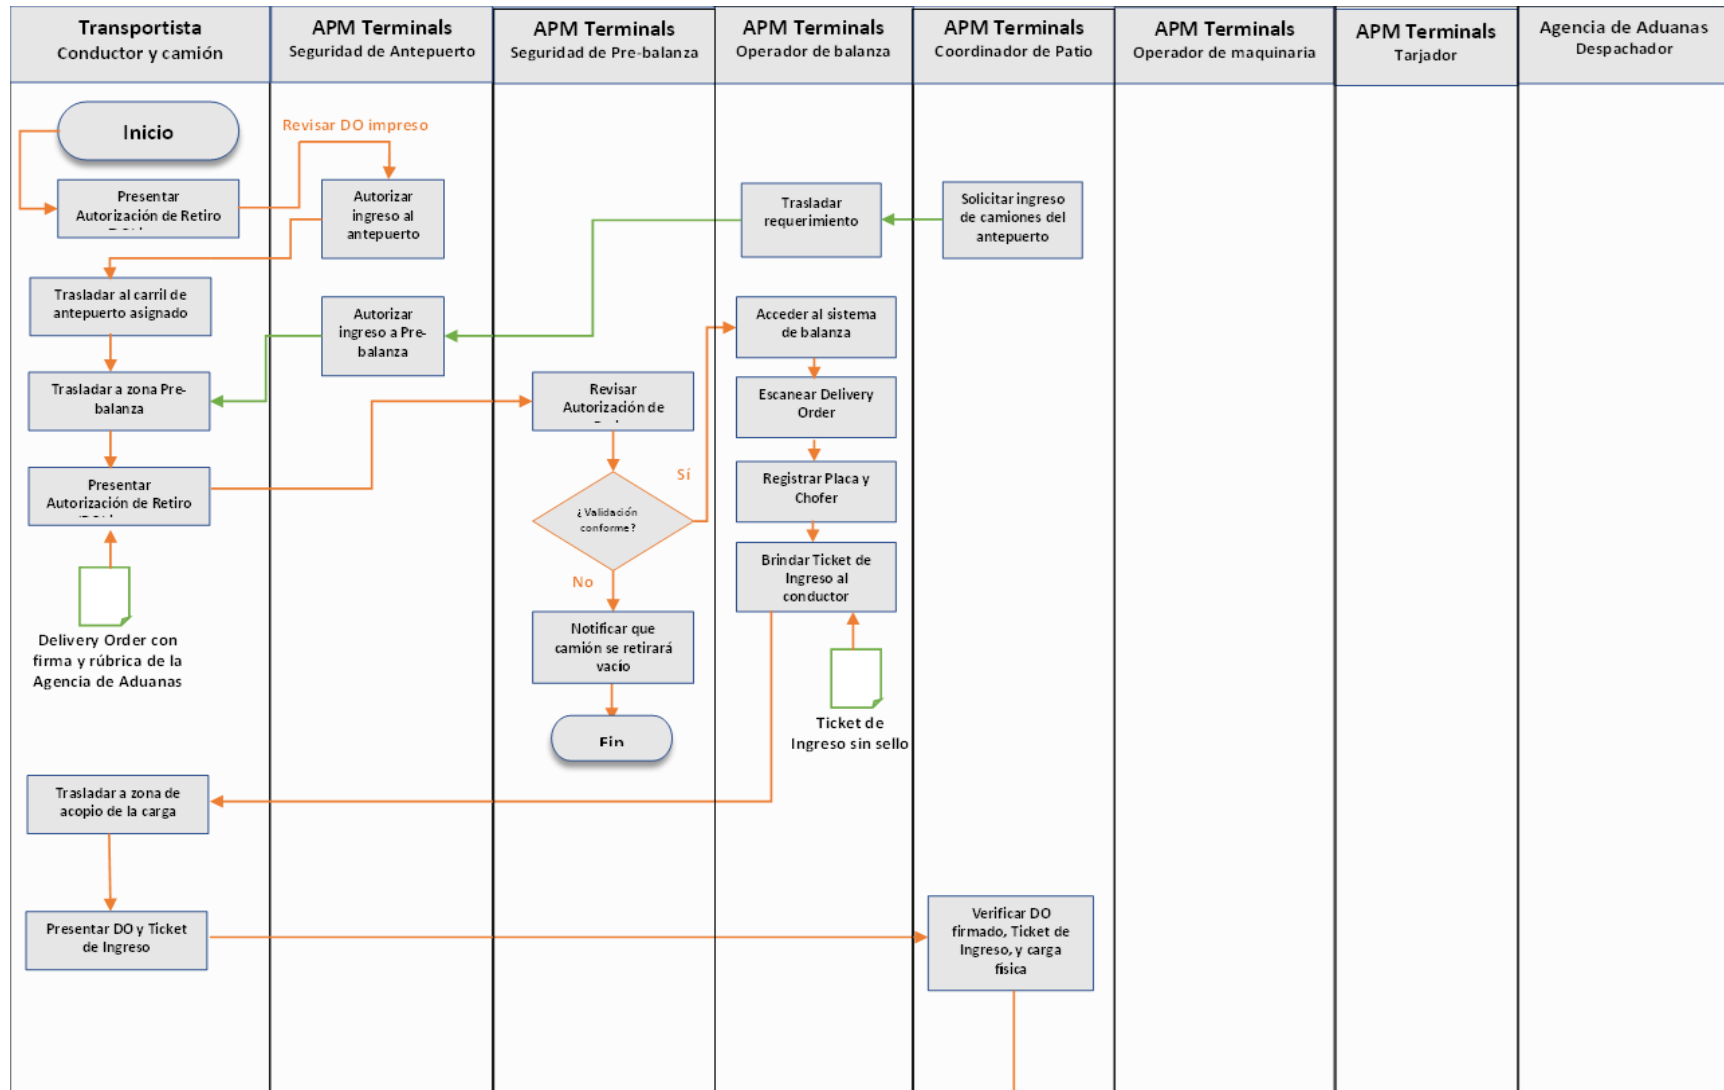 Transportista
Conductor y camión
APM Terminals
Seguridad de Antepuerto
APM Terminals
Seguridad de Pre-balanza
APM Terminals
Operador de balanza
APM Terminals
Coordinador de Patio
APM Terminals
Operador de maquinaria
APM Terminals
Tarjador
Agencia de Aduanas
Despachador
Inicio
Revisar DO impreso
Presentar
Autorización de Retiro
Autorizar
ingreso al
antepuerto
Trasladar
requerimiento
Solicitar ingreso
de camiones del
antepuerto
Trasladar al carril de
antepuerto asignado
Autorizar
ingreso a Pre-
balanza
Acceder al sistema
de balanza
Trasladar a zona Pre-
balanza
Revisar
Autorización de
Escanear Delivery
Order
Presentar
Autorización de Retiro
Sí
¿Validación
conforme?
No
Registrar Placa y
Chofer
Brindar Ticket de
Ingreso al
conductor
Delivery Order con
firma y rúbrica de la
Agencia de Aduanas
Notificar que
camión se retirará
vacío
Fin
Ticket de
Ingreso sin sello
Trasladar a zona de
acopio de la carga
Presentar DO y Ticket
de Ingreso
Verificar DO
firmado, Ticket de
Ingreso, y carga
física